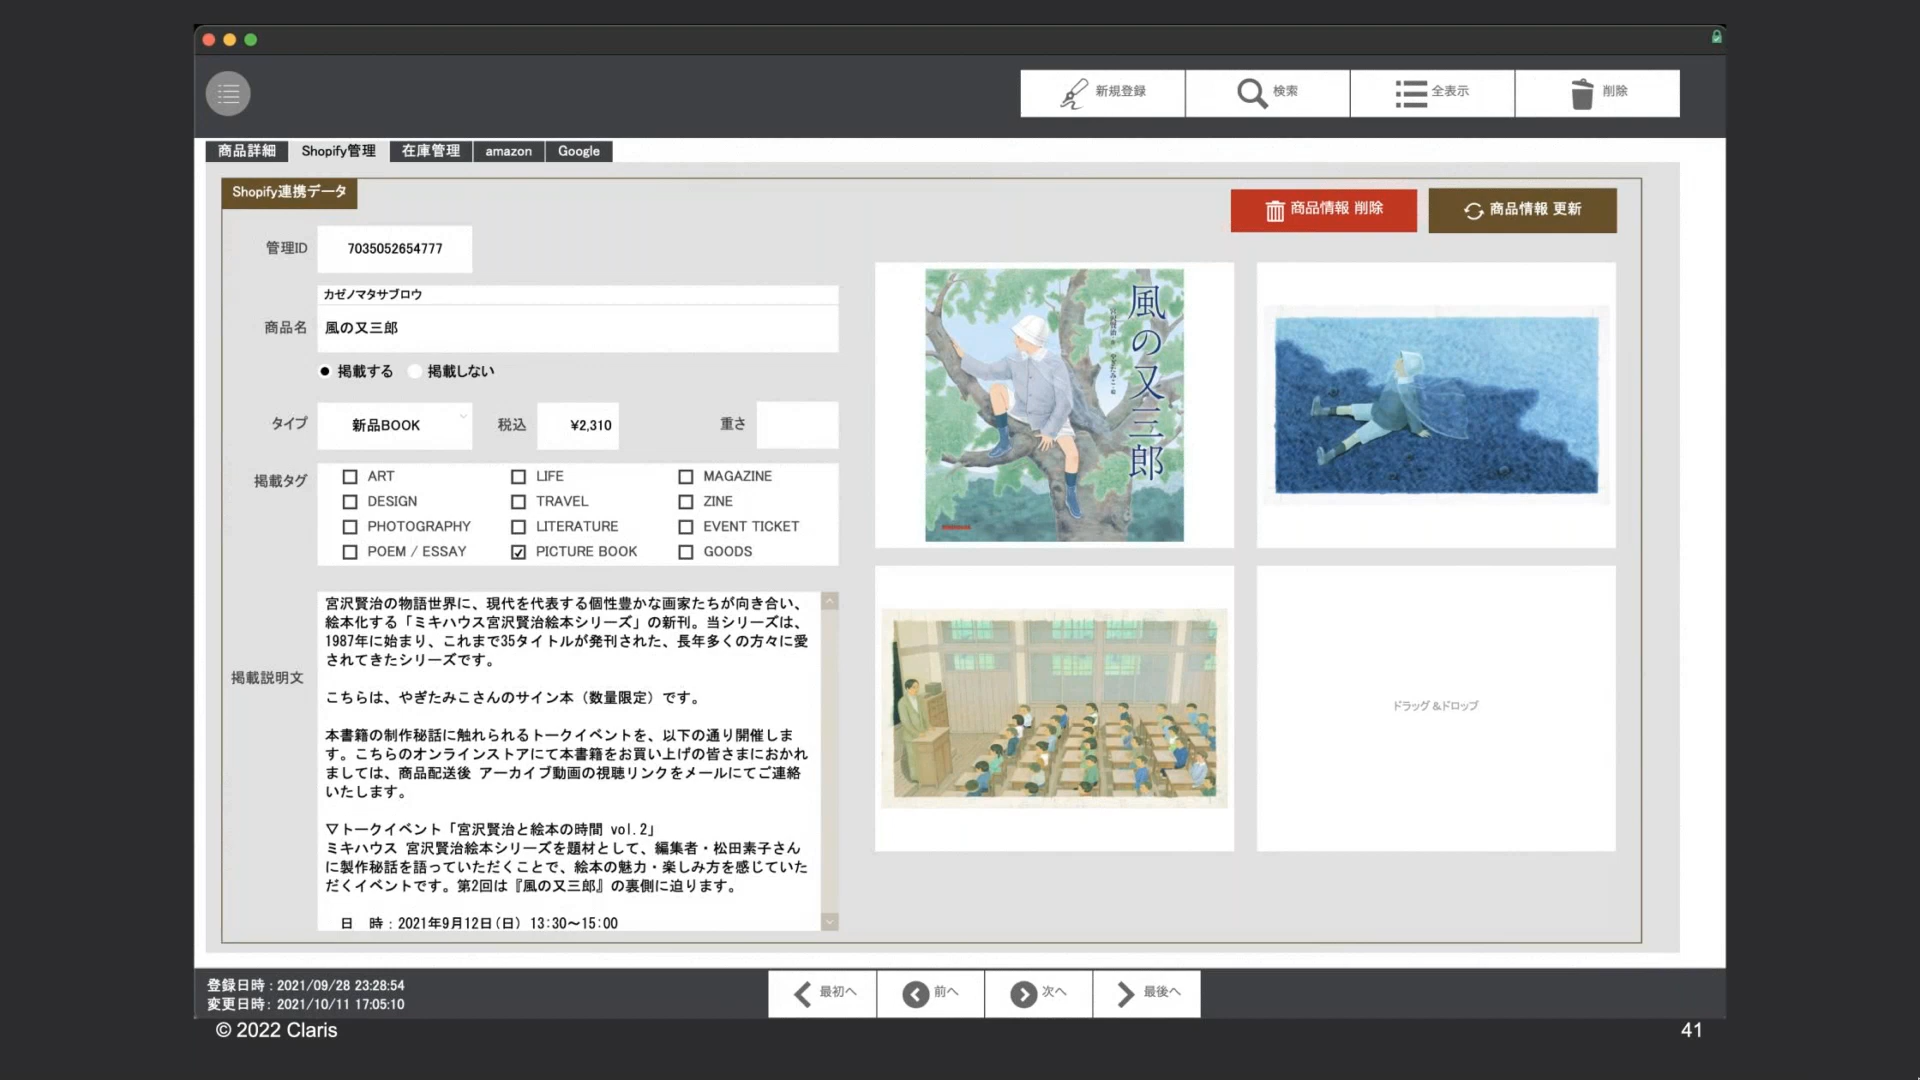 新規登録
検索
全表示
削除
商品詳細
Shopify管理
在庫管理
amazon
Google
Shopify連携データ
商品情報 削除
商品情報 更新
管理ID
7035052654777
カゼノマタサブロウ
商品名
風の又三郎
掲載する
掲載しない
タイプ
新品BOOK
税込
¥2,310
重さ
掲載タグ
ART
LIFE
MAGAZINE
DESIGN
TRAVEL
ZINE
PHOTOGRAPHY
LITERATURE
EVENT TICKET
POEM / ESSAY
PICTURE BOOK
GOODS
掲載説明文
宮沢賢治の物語世界に、現代を代表する個性豊かな画家たちが向き合い、
絵本化する「ミキハウス宮沢賢治絵本シリーズ」の新刊。当シリーズは、
1987年に始まり、これまで35タイトルが発刊された、長年多くの方々に愛
されてきたシリーズです。
こちらは、やぎたみこさんのサイン本（数量限定）です。
本書籍の制作秘話に触れられるトークイベントを、以下の通り開催しま
す。こちらのオンラインストアにて本書籍をお買い上げの皆さまにおかれ
ましては、商品配送後 アーカイブ動画の視聴リンクをメールにてご連絡
いたします。
▽トークイベント「宮沢賢治と絵本の時間 vol.2」
ミキハウス 宮沢賢治絵本シリーズを題材として、編集者・松田素子さん
に製作秘話を語っていただくことで、絵本の魅力・楽しみ方を感じていた
だくイベントです。第2回は『風の又三郎』の裏側に迫ります。
日　時：2021年9月12日(日) 13:30〜15:00
風の又三郎
宮沢賢治・作
やぎたみこ・絵
ドラッグ&ドロップ
登録日時：2021/09/28 23:28:54
変更日時：2021/10/11 17:05:10
最初へ
前へ
次へ
最後へ
© 2022 Claris
41